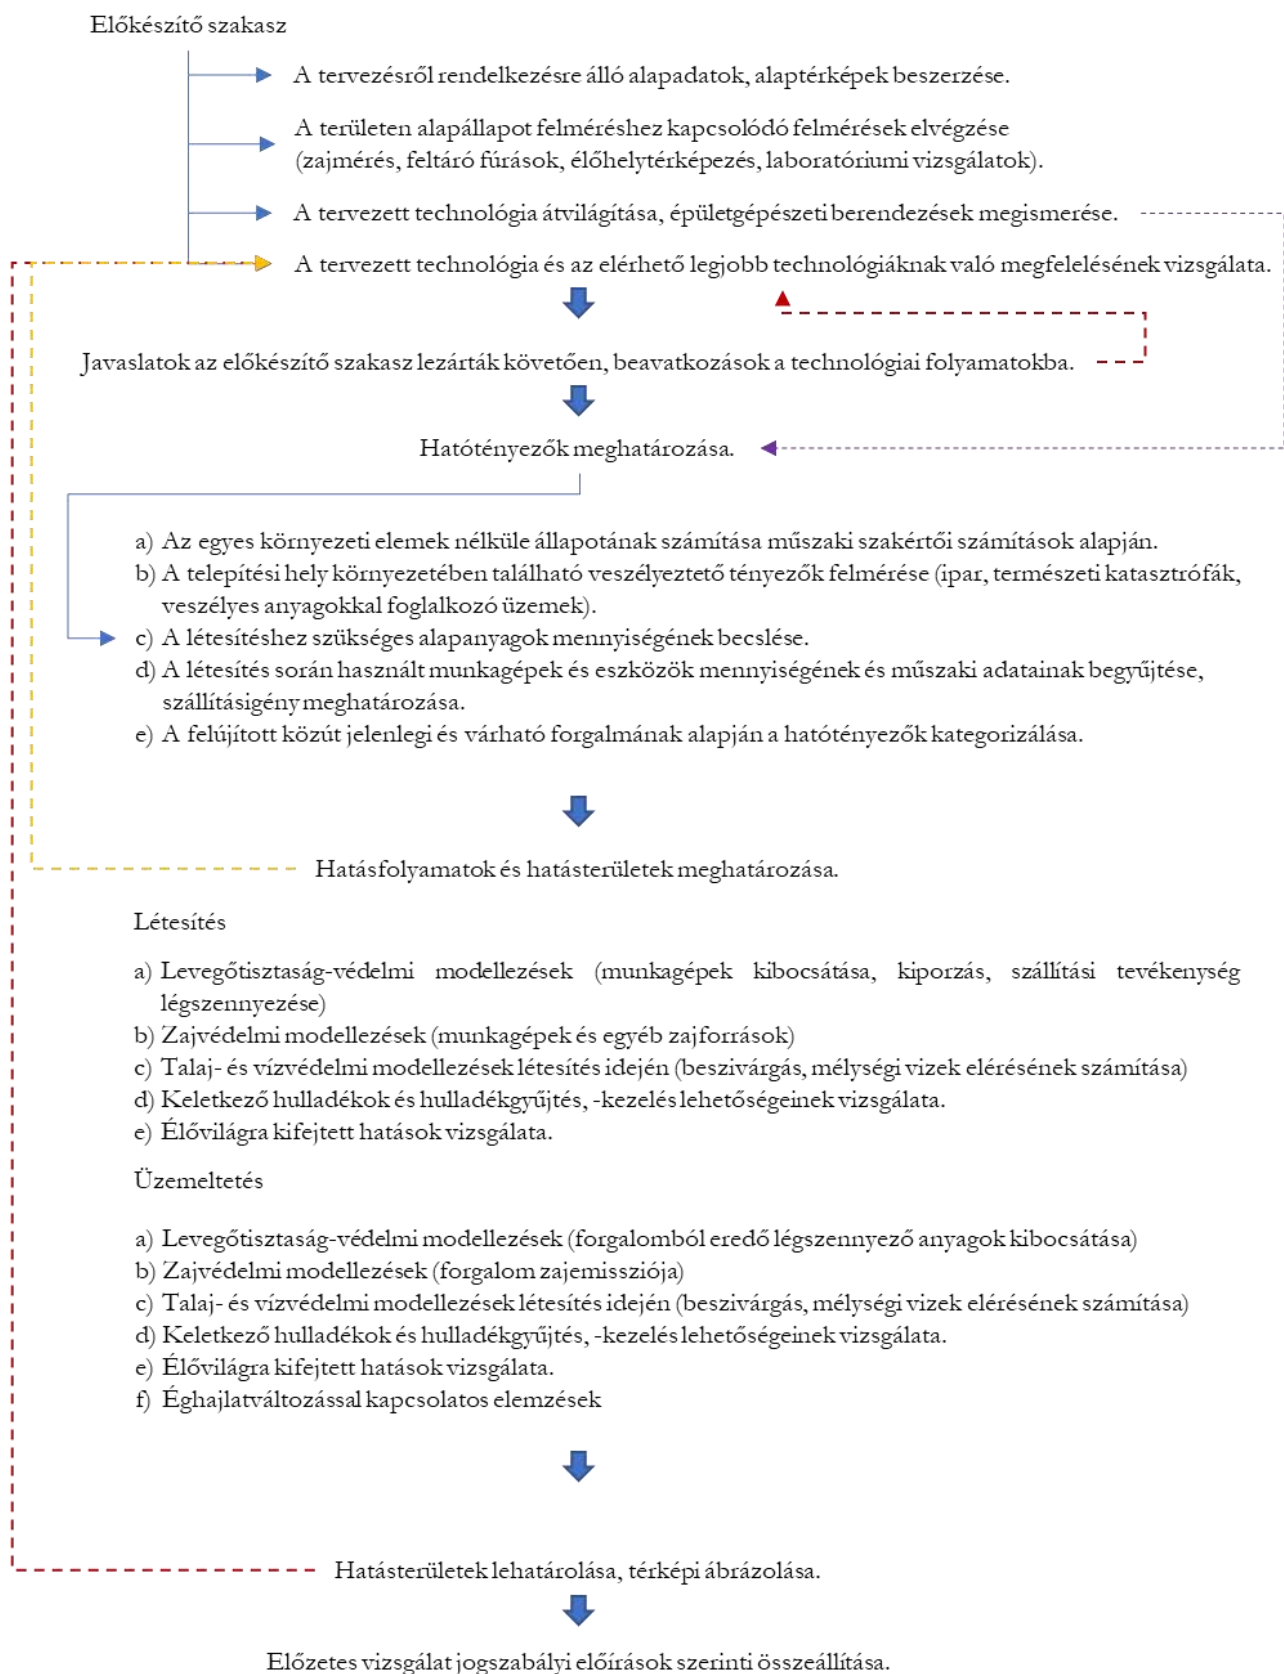 Előkészítő szakasz
A tervezésről rendelkezésre álló alapadatok, alaptérképek beszerzése.
A területen alapállapot felméréshez kapcsolódó felmérések elvégzése
(zajmérés, feltáró fúrások, élőhelytérképezés, laboratóriumi vizsgálatok).
A tervezett technológia átvilágítása, épületgépészeti berendezések megismerése.
A tervezett technológia és az elérhető legjobb technológiáknak való megfelelésének vizsgálata.
Javaslatok az előkészítő szakasz lezárták követően, beavatkozások a technológiai folyamatokba.
Hatótényezők meghatározása.
a) Az egyes környezeti elemek nélküle állapotának számítása műszaki szakértői számítások alapján.
b) A telepítési hely környezetében található veszélyeztető tényezők felmérése (ipar, természeti katasztrófák,
veszélyes anyagokkal foglalkozó üzemek).
c) A létesítéshez szükséges alapanyagok mennyiségének becslése.
d) A létesítés során használt munkagépek és eszközök mennyiségének és műszaki adatainak begyűjtése,
szállításigény meghatározása.
e) A felújított közút jelenlegi és várható forgalmának alapján a hatótényezők kategorizálása.
Hatásfolyamatok és hatásterületek meghatározása.
Létesítés
a) Levegőtisztaság-védelmi modellezések (munkagépek kibocsátása, kiporzás, szállítási tevékenység
légszennyezése)
b) Zajvédelmi modellezések (munkagépek és egyéb zajforrások)
c) Talaj- és vízvédelmi modellezések létesítés idején (beszivárgás, mélységi vizek elérésének számítása)
d) Keletkező hulladékok és hulladékgyűjtés, -kezelés lehetőségeinek vizsgálata.
e) Élővilágra kifejtett hatások vizsgálata.
Üzemeltetés
a) Levegőtisztaság-védelmi modellezések (forgalomból eredő légszennyező anyagok kibocsátása)
b) Zajvédelmi modellezések (forgalom zajemissziója)
c) Talaj- és vízvédelmi modellezések létesítés idején (beszivárgás, mélységi vizek elérésének számítása)
d) Keletkező hulladékok és hulladékgyűjtés, -kezelés lehetőségeinek vizsgálata.
e) Élővilágra kifejtett hatások vizsgálata.
f) Éghajlatváltozással kapcsolatos elemzések
Hatásterületek lehatárolása, térképi ábrázolása.
Előzetes vizsgálat jogszabályi előírások szerinti összeállítása.